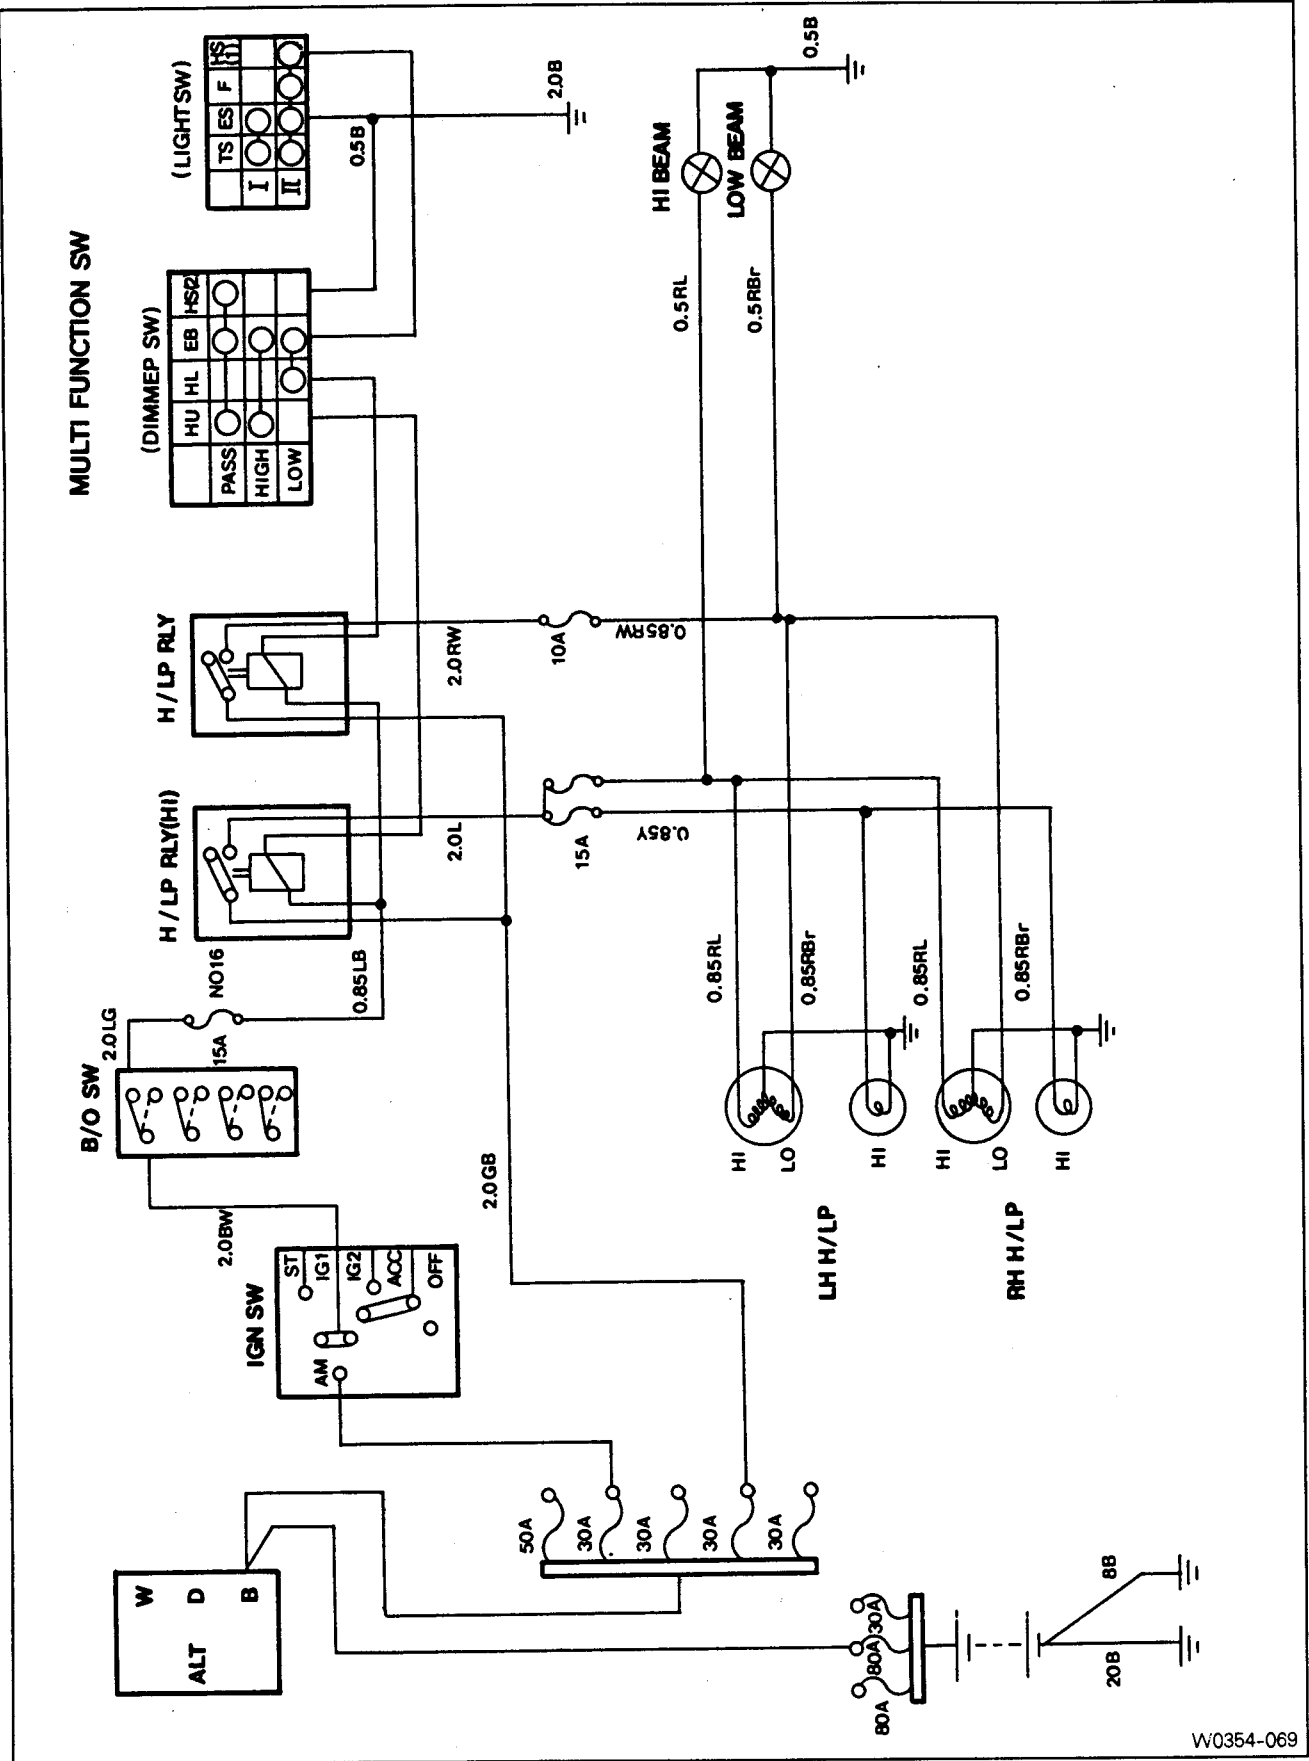 MULTI FUNCTION SW
(DIMMEP SW)
HU HL EB HS(2)
PASS
HIGH
LOW
(LIGHT SW)
TS ES F HS(1)
I
II
0.5B
2.0B
H/LP RLY
H/LP RLY(HI)
NO16
0.85LB
2.0LG
15A
B/O SW
2.0BW
IGN SW
AM
ST
IG1
IG2
ACC
OFF
ALT
W
D
B
2.0GB
2.0L
2.0RW
10A
0.85RW
15A
0.85Y
50A
30A
30A
30A
30A
HI BEAM
LOW BEAM
0.5RL
0.5RBr
0.5B
0.85RL
0.85RBr
0.85RL
0.85RBr
HI
LO
HI
HI
LO
HI
LH H/LP
RH H/LP
80A
80A
30A
20B
8B
W0354-069